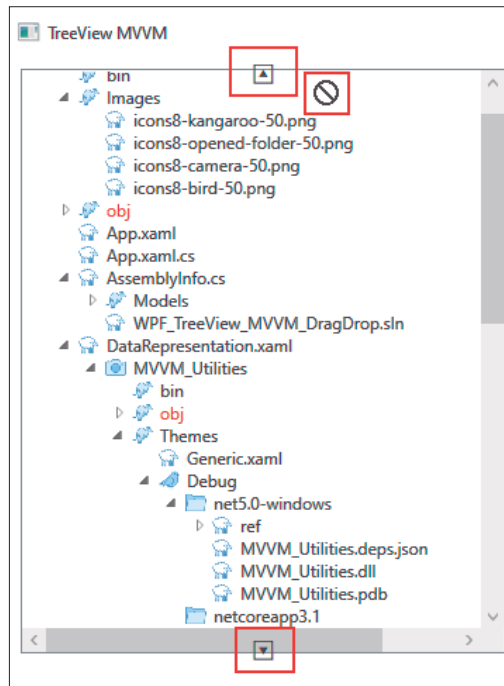 TreeView MVVM
bin
Images
icons8-kangaroo-50.png
icons8-opened-folder-50.png
icons8-camera-50.png
icons8-bird-50.png
obj
App.xaml
App.xaml.cs
AssemblyInfo.cs
Models
WPF_TreeView_MVVM_DragDrop.sln
DataRepresentation.xaml
MVVM_Utilities
bin
obj
Themes
Generic.xaml
Debug
net5.0-windows
ref
MVVM_Utilities.deps.json
MVVM_Utilities.dll
MVVM_Utilities.pdb
netcoreapp3.1